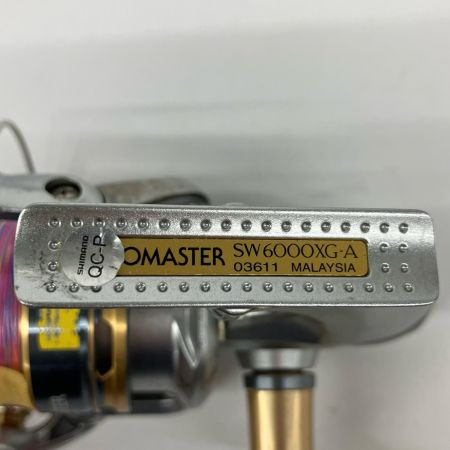 SHIMANO
QC-P
OMASTER SW6000XG-A
03611 MALAYSIA